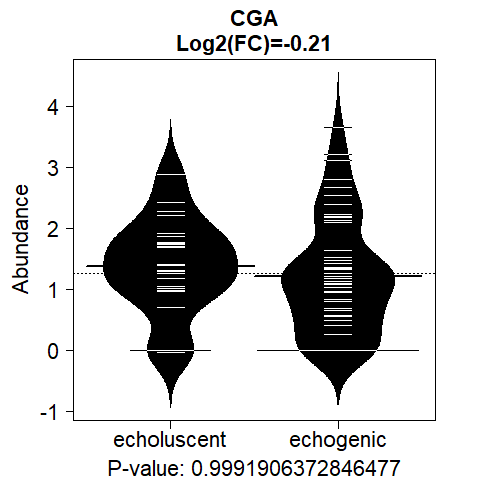 CGA
Log2(FC)=-0.21
Abundance
4
3
2
1
0
-1
echoluscent echogenic
P-value: 0.9991906372846477